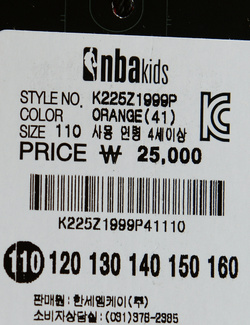 nbakids
STYLE NO. K225Z1999P
COLOR ORANGE(41)
SIZE 110 사용 연령 4세이상
PRICE ₩ 25,000
K225Z1999P41110
110 120 130 140 150 160
판매원: 한세엠케이(주)
소비자상담실: (031)378-2985